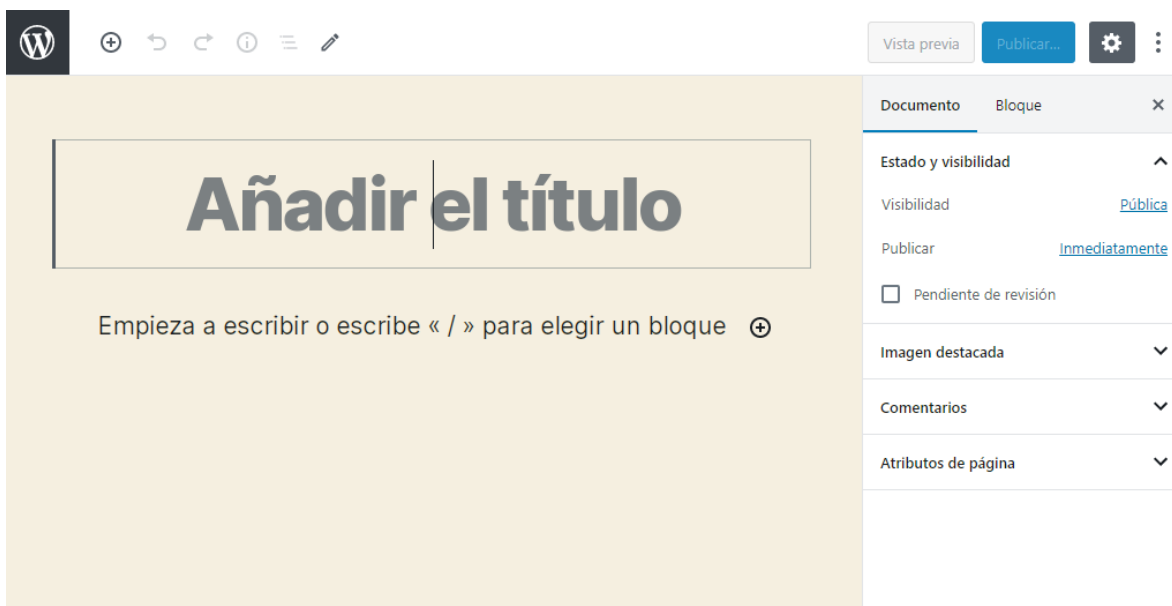 Vista previa
Publicar...
Documento
Bloque
Añadir el título
Empieza a escribir o escribe « / » para elegir un bloque
Estado y visibilidad
Visibilidad
Pública
Publicar
Inmediatamente
Pendiente de revisión
Imagen destacada
Comentarios
Atributos de página